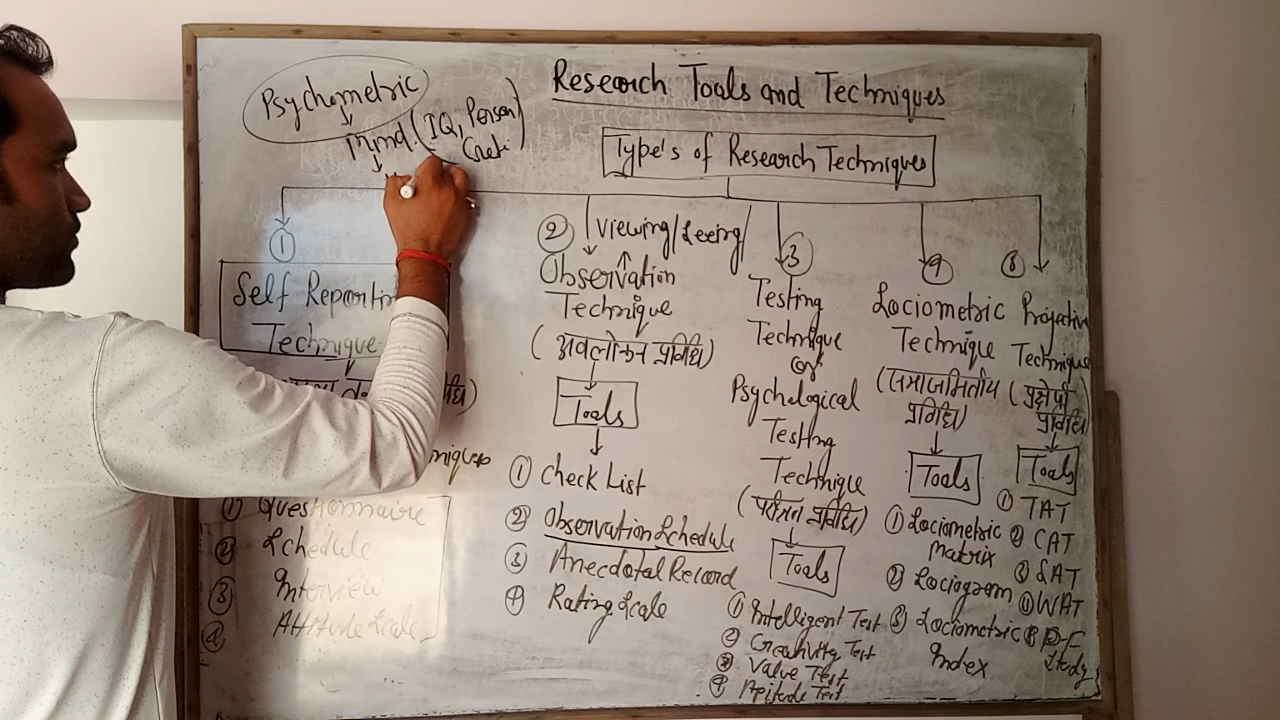 Research Tools and Techniques
Psychometric
Mind. (IQ, Person
Creti
Type's of Research Techniques
1
Self Reportin
Technique
विधि)
niques
1 Questionnaire
2 Schedule
3 Interview
4 Attitude Scale
2 Viewing/Seeing/
Observation
Technique
(अवलोकन प्रविधि)
Tools
1 Check List
2 Observation Schedule
3 Anecdotal Record
4 Rating Scale
3
Testing
Technique
or
Psychological
Testing
Technique
(परीक्षन प्रविधि)
Tools
1 Intelligent Test
2 Creativity Test
3 Value Test
4 Apitude Test
4
Sociometric
Technique
(समाजमितीय
प्रविधि)
Tools
1 Sociometric
Matrix
2 Sociogram
3 Sociometric
Index
Projective
Technique
(प्रक्षेपी
प्रविधि)
Tools
1 TAT
2 CAT
3 SAT
4 WAT
5 P-F
Study